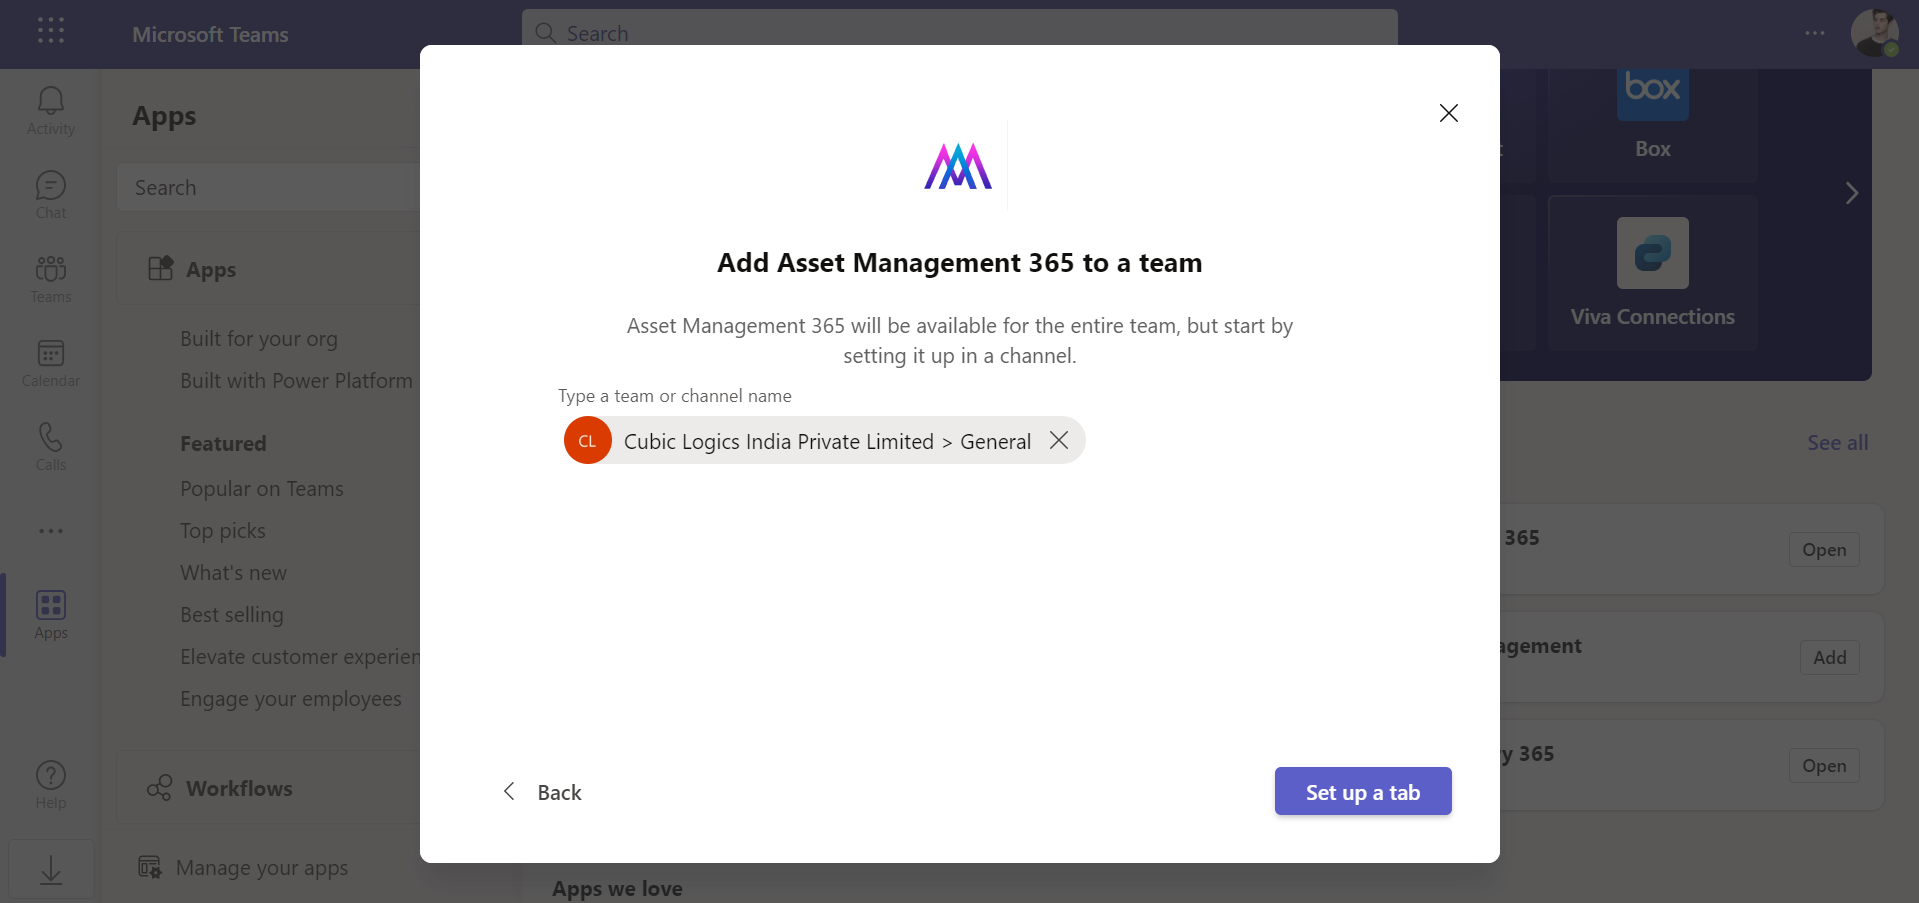 Microsoft Teams
Search
Activity
Chat
Teams
Calendar
Calls
Apps
Help
Apps
Search
Apps
Built for your org
Built with Power Platform
Featured
Popular on Teams
Top picks
What's new
Best selling
Elevate customer experien
Engage your employees
Workflows
Manage your apps
Add Asset Management 365 to a team
Asset Management 365 will be available for the entire team, but start by
setting it up in a channel.
Type a team or channel name
CL
Cubic Logics India Private Limited > General
Back
Set up a tab
box
Box
Viva Connections
See all
365
Open
agement
Add
y 365
Open
Apps we love